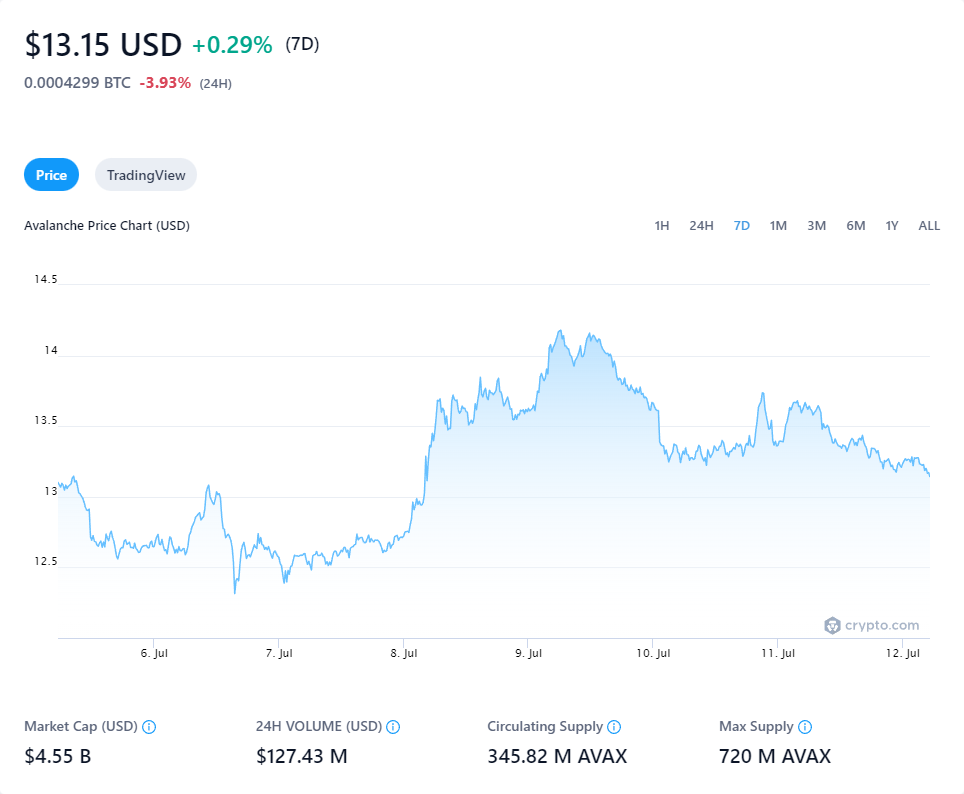 $13.15 USD +0.29% (7D)
0.0004299 BTC -3.93% (24H)
Price TradingView
Avalanche Price Chart (USD) 1H 24H 7D 1M 3M 6M 1Y ALL
14.5
14
13.5
13
12.5
crypto.com
6. Jul 7. Jul 8. Jul 9. Jul 10. Jul 11. Jul 12. Jul
Market Cap (USD) 24H VOLUME (USD) Circulating Supply Max Supply
$4.55 B $127.43 M 345.82 M AVAX 720 M AVAX